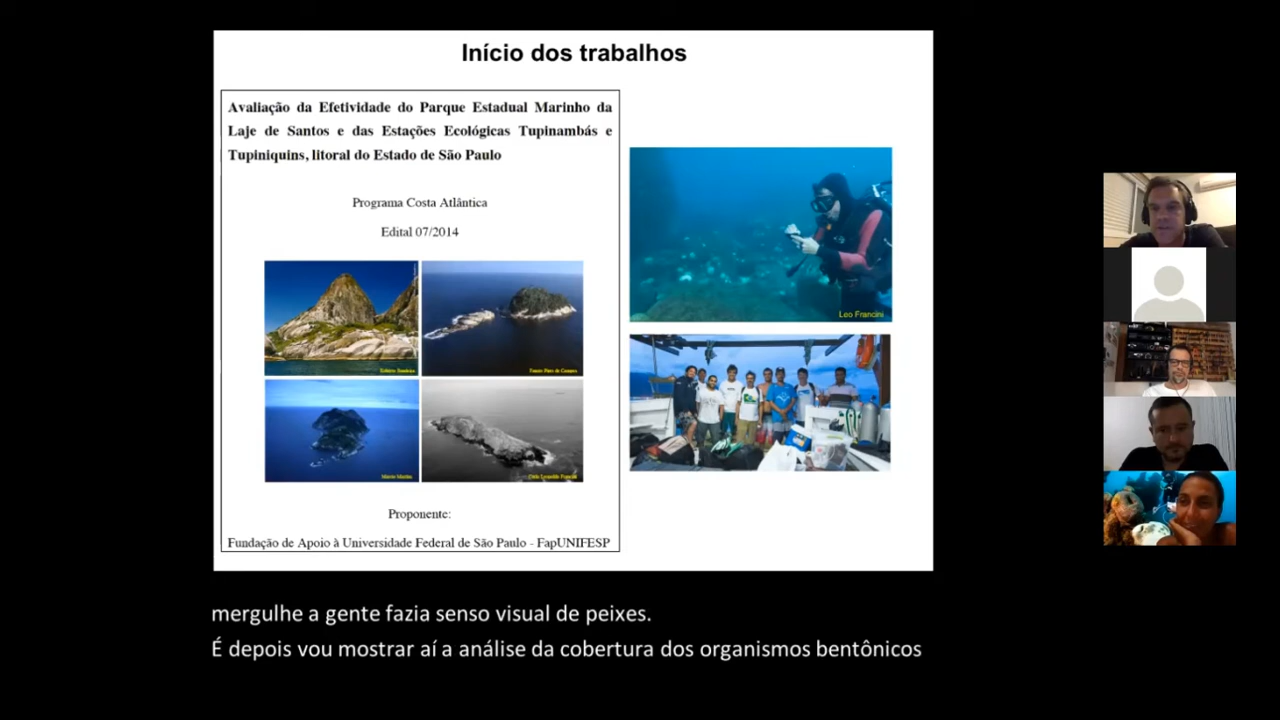 Início dos trabalhos
Avaliação da Efetividade do Parque Estadual Marinho da
Laje de Santos e das Estações Ecológicas Tupinambás e
Tupiniquins, litoral do Estado de São Paulo
Programa Costa Atlântica
Edital 07/2014
Leo Francini
Proponente:
Fundação de Apoio à Universidade Federal de São Paulo - FapUNIFESP
mergulhe a gente fazia senso visual de peixes.
É depois vou mostrar aí a análise da cobertura dos organismos bentônicos